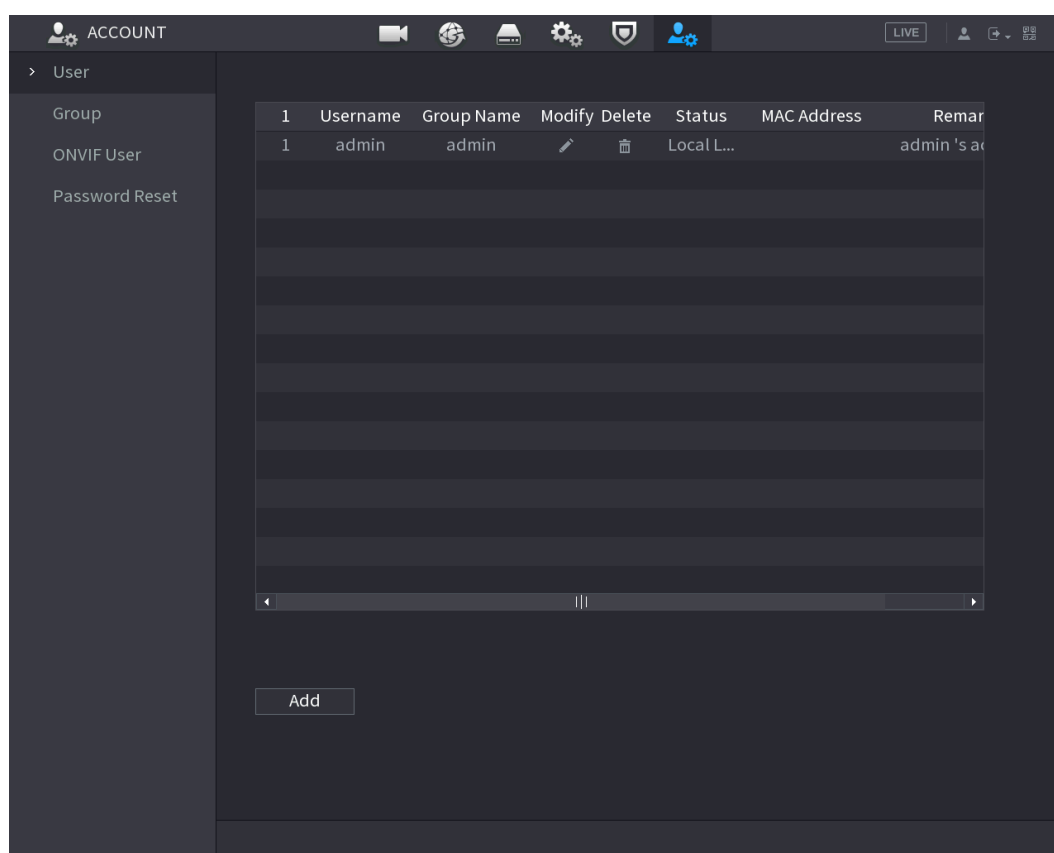 ACCOUNT
LIVE
User
Group
ONVIF User
Password Reset
1 Username Group Name Modify Delete Status MAC Address Remar
1 admin admin Local L... admin 's ac
Add